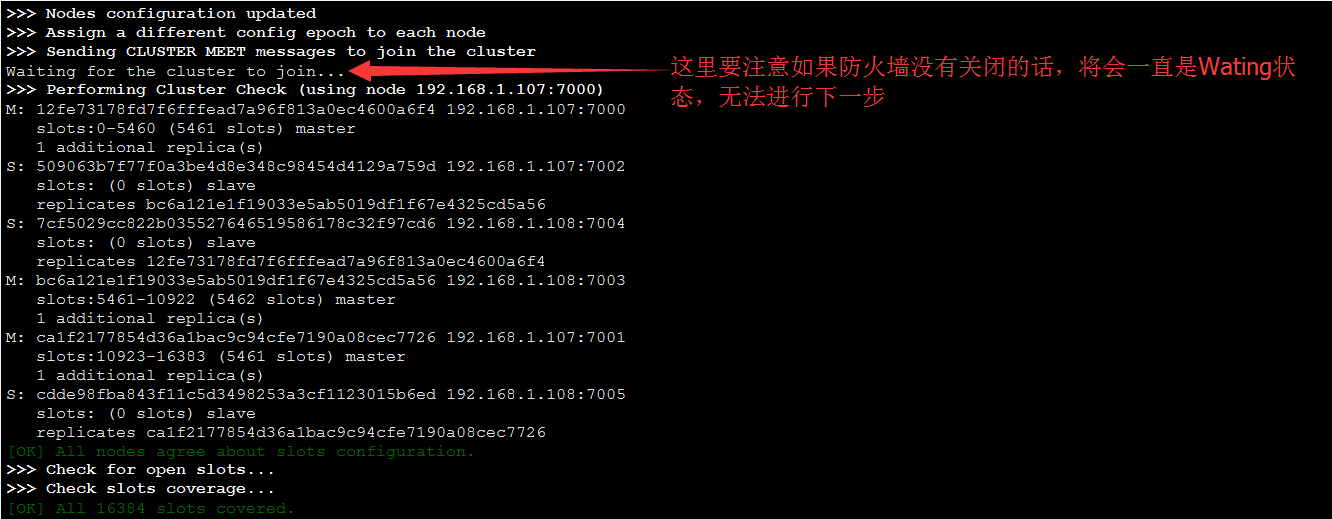 >>> Nodes configuration updated
>>> Assign a different config epoch to each node
>>> Sending CLUSTER MEET messages to join the cluster
Waiting for the cluster to join...
这里要注意如果防火墙没有关闭的话，将会一直是Wating状
态，无法进行下一步
>>> Performing Cluster Check (using node 192.168.1.107:7000)
M: 12fe73178fd7f6fffead7a96f813a0ec4600a6f4 192.168.1.107:7000
slots:0-5460 (5461 slots) master
1 additional replica(s)
S: 509063b7f77f0a3be4d8e348c98454d4129a759d 192.168.1.107:7002
slots: (0 slots) slave
replicates bc6a121e1f19033e5ab5019df1f67e4325cd5a56
S: 7cf5029cc822b035527646519586178c32f97cd6 192.168.1.108:7004
slots: (0 slots) slave
replicates 12fe73178fd7f6fffead7a96f813a0ec4600a6f4
M: bc6a121e1f19033e5ab5019df1f67e4325cd5a56 192.168.1.108:7003
slots:5461-10922 (5462 slots) master
1 additional replica(s)
M: ca1f2177854d36a1bac9c94cfe7190a08cec7726 192.168.1.107:7001
slots:10923-16383 (5461 slots) master
1 additional replica(s)
S: cdde98fba843f11c5d3498253a3cf1123015b6ed 192.168.1.108:7005
slots: (0 slots) slave
replicates ca1f2177854d36a1bac9c94cfe7190a08cec7726
[OK] All nodes agree about slots configuration.
>>> Check for open slots...
>>> Check slots coverage...
[OK] All 16384 slots covered.